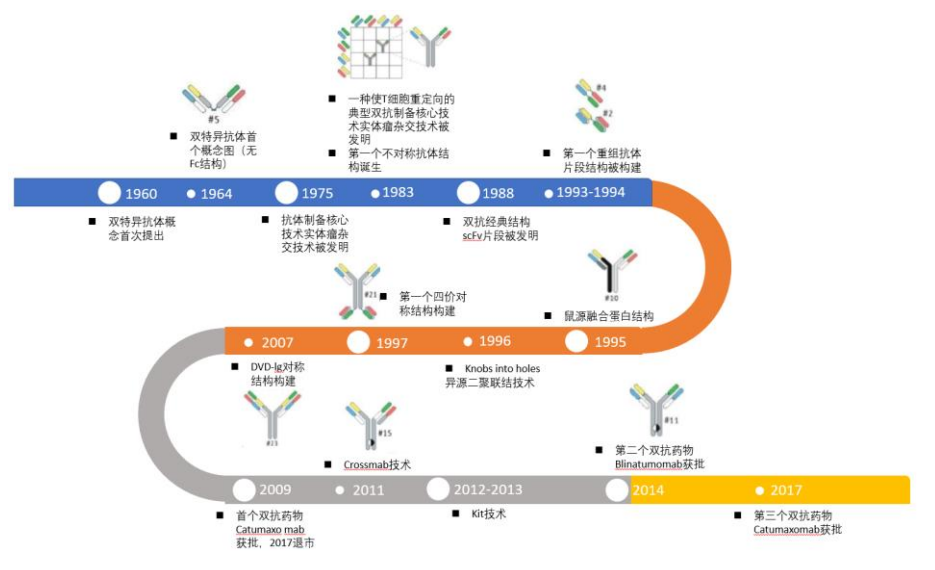 #5
■ 双特异抗体首
个概念图（无
Fc结构）
■ 一种使T细胞重定向的
典型双抗制备核心技
术实体瘤杂交技术被
发明
■ 第一个不对称抗体结
构诞生
#4
#2
■ 第一个重组抗体
片段结构被构建
1960
1964
1975
1983
1988
1993-1994
■ 双特异抗体概
念首次提出
■ 抗体制备核心
技术实体瘤杂
交技术被发明
■ 双抗经典结构
scFv片段被发明
#21
■ 第一个四价对
称结构构建
#10
■ 鼠源融合蛋白结构
2007
1997
1996
1995
■ DVD-Ig对称
结构构建
■ Knobs into holes
异源二聚联结技术
#23
#15
■ Crossmab技术
#11
■ 第二个双抗药物
Blinatumomab获批
2009
2011
2012-2013
2014
2017
■ 首个双抗药物
Catumaxo mab
获批，2017退市
■ Kit技术
■ 第三个双抗药物
Catumaxomab获批